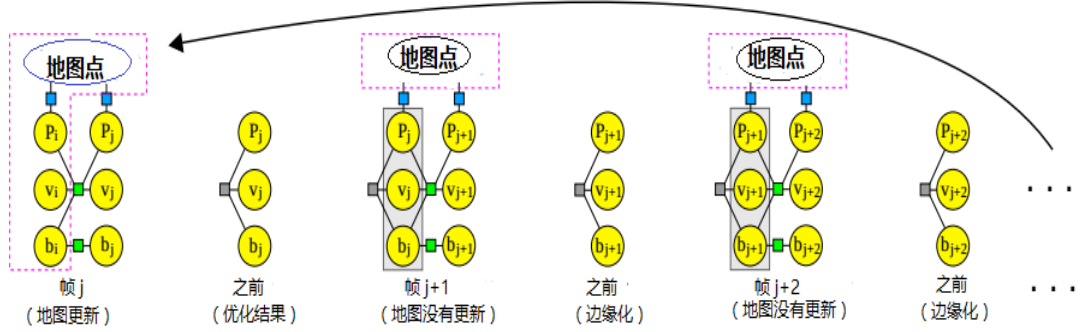 地图点
地图点
地图点
Pi Pj
Pj
Pj Pj+1
Pj+1
Pj+1 Pj+2
Pj+2
vi vj
vj
vj vj+1
vj+1
vj+1 vj+2
vj+2
...
bi bj
bj
bj bj+1
bj+1
bj+1 bj+2
bj+2
帧 j
之前
帧 j+1
之前
帧 j+2
之前
...
（地图更新）
（优化结果）
（地图没有更新）
（边缘化）
（地图没有更新）
（边缘化）